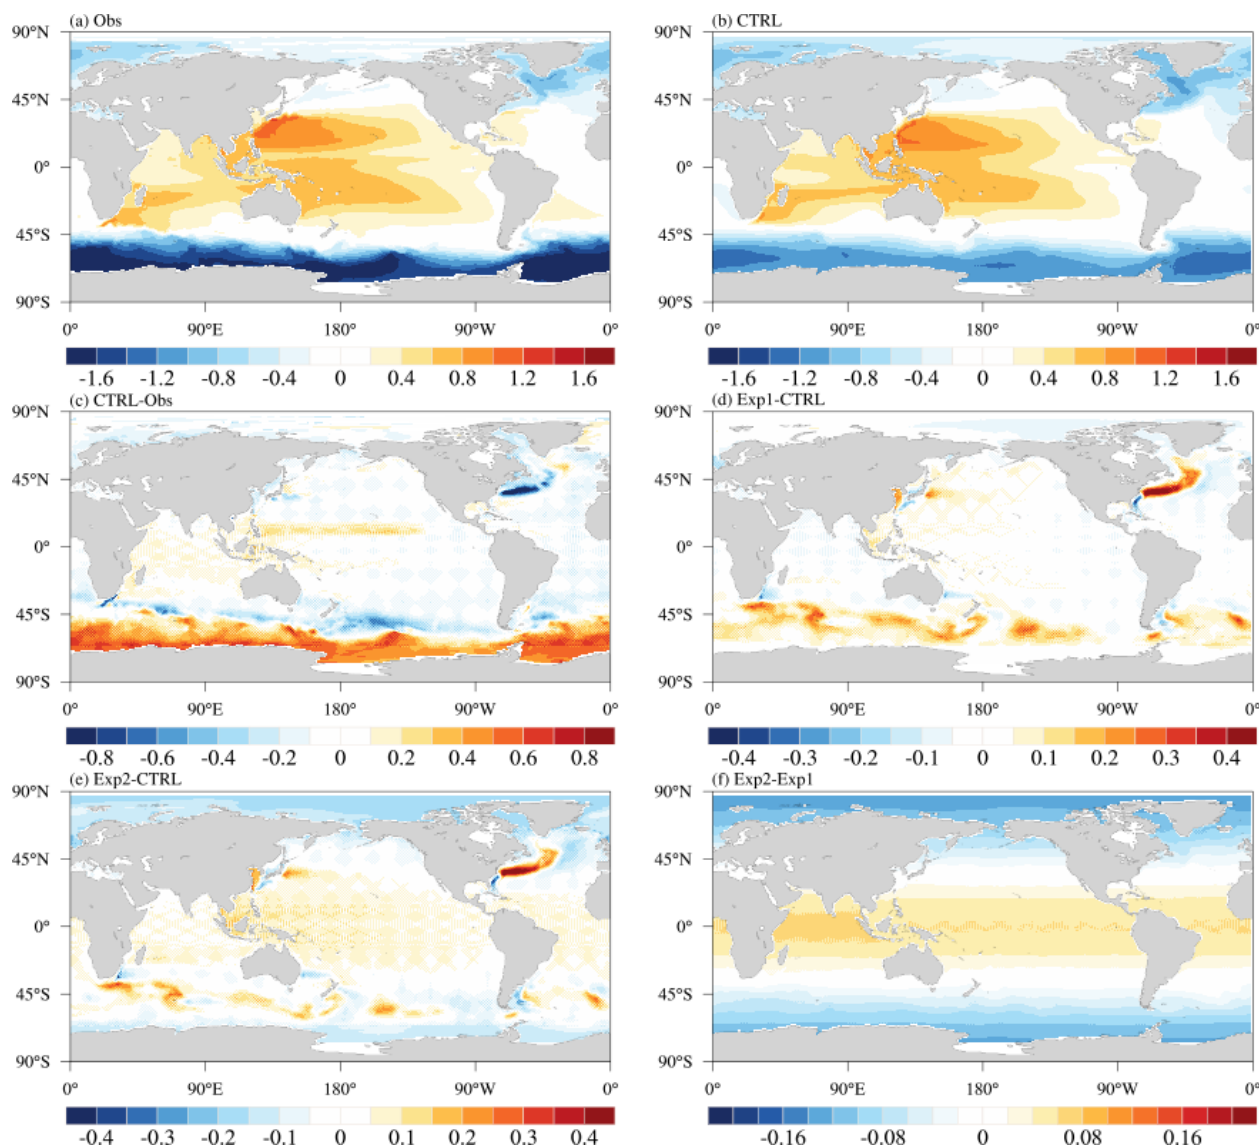 (a) Obs
(b) CTRL
90°N
45°N
0°
45°S
90°S
90°N
45°N
0°
45°S
90°S
0° 90°E 180° 90°W 0°
0° 90°E 180° 90°W 0°
-1.6 -1.2 -0.8 -0.4 0 0.4 0.8 1.2 1.6
-1.6 -1.2 -0.8 -0.4 0 0.4 0.8 1.2 1.6
(c) CTRL-Obs
(d) Exp1-CTRL
90°N
45°N
0°
45°S
90°S
90°N
45°N
0°
45°S
90°S
0° 90°E 180° 90°W 0°
0° 90°E 180° 90°W 0°
-0.8 -0.6 -0.4 -0.2 0 0.2 0.4 0.6 0.8
-0.4 -0.3 -0.2 -0.1 0 0.1 0.2 0.3 0.4
(e) Exp2-CTRL
(f) Exp2-Exp1
90°N
45°N
0°
45°S
90°S
90°N
45°N
0°
45°S
90°S
0° 90°E 180° 90°W 0°
0° 90°E 180° 90°W 0°
-0.4 -0.3 -0.2 -0.1 0 0.1 0.2 0.3 0.4
-0.16 -0.08 0 0.08 0.16